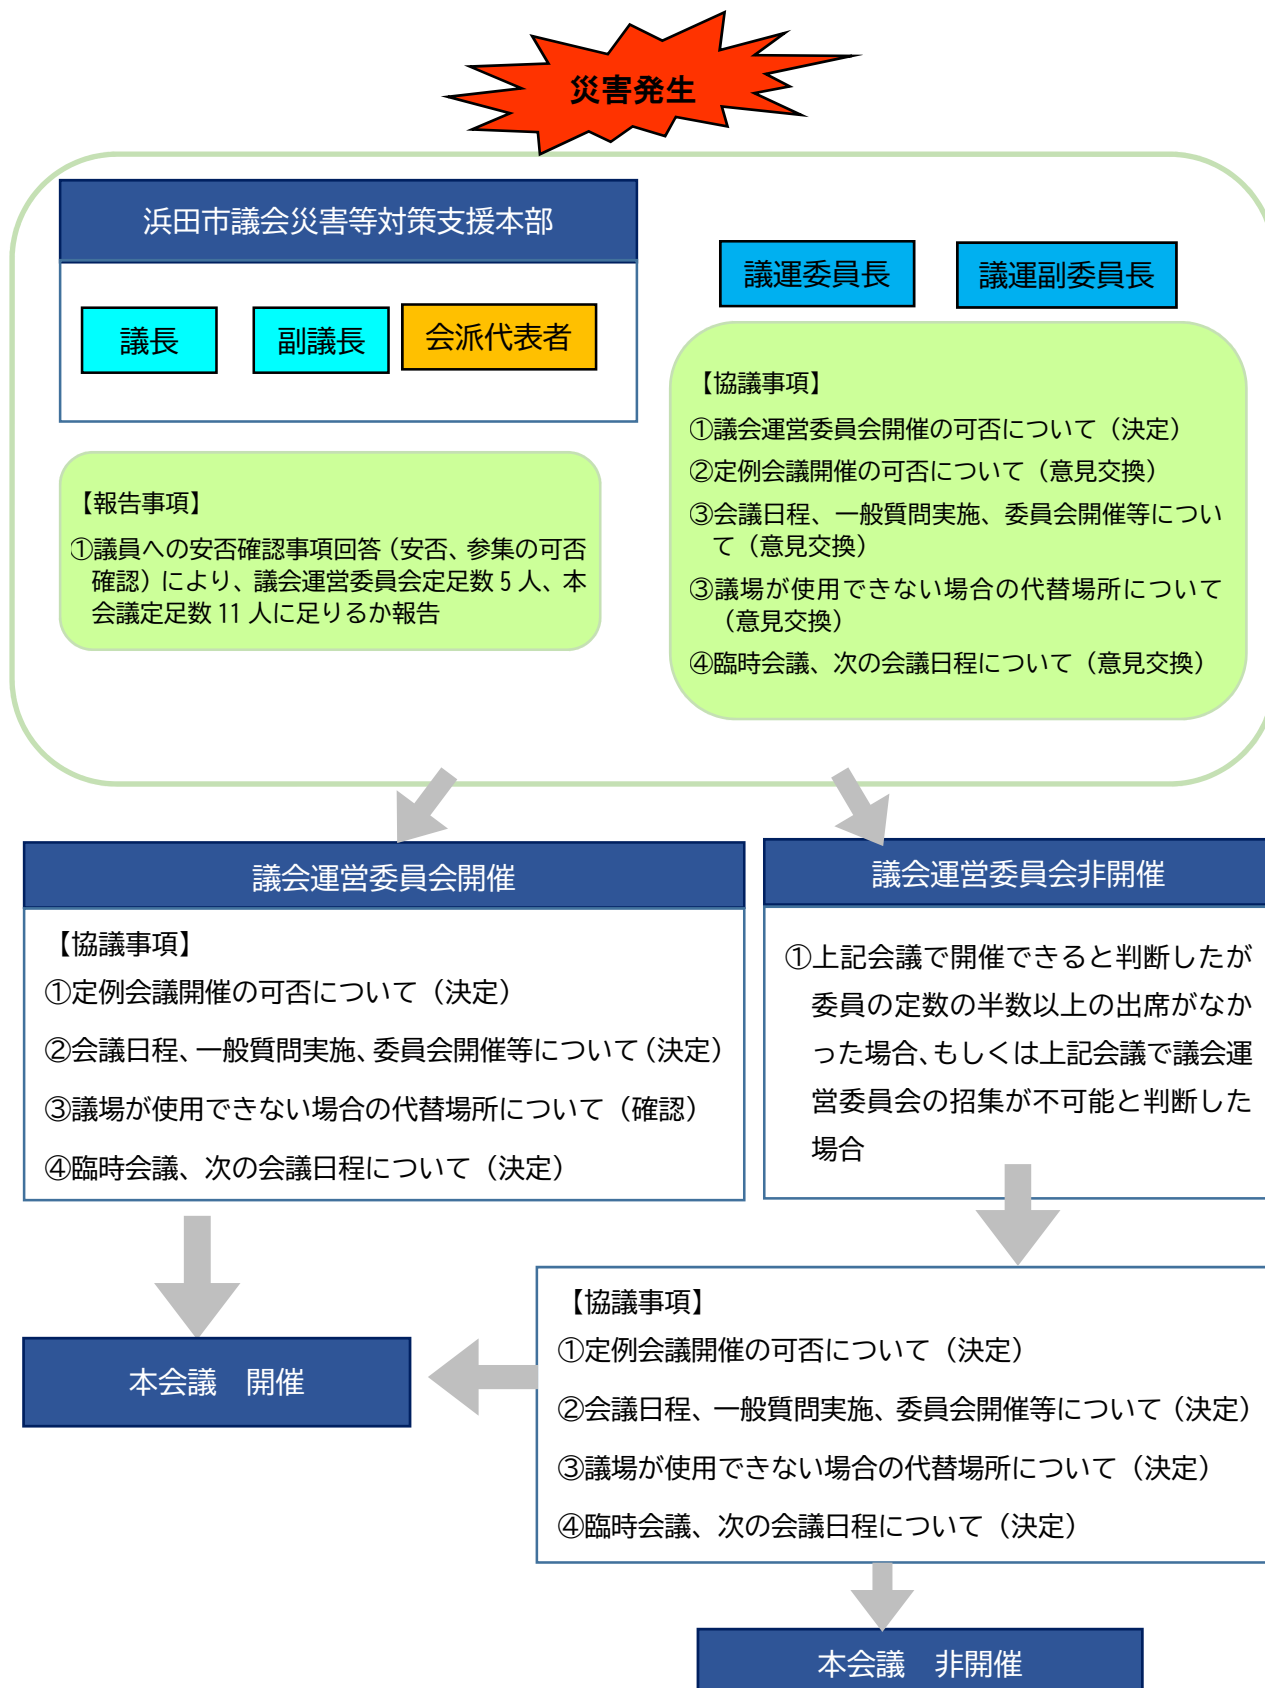 災害発生
浜田市議会災害等対策支援本部
議長
副議長
会派代表者
議運委員長
議運副委員長
【報告事項】
①議員への安否確認事項回答（安否、参集の可否
確認）により、議会運営委員会定足数5人、本
会議定足数11人に足りるか報告
【協議事項】
①議会運営委員会開催の可否について（決定）
②定例会議開催の可否について（意見交換）
③会議日程、一般質問実施、委員会開催等につい
て（意見交換）
③議場が使用できない場合の代替場所について
（意見交換）
④臨時会議、次の会議日程について（意見交換）
議会運営委員会開催
【協議事項】
①定例会議開催の可否について（決定）
②会議日程、一般質問実施、委員会開催等について（決定）
③議場が使用できない場合の代替場所について（確認）
④臨時会議、次の会議日程について（決定）
議会運営委員会非開催
①上記会議で開催できると判断したが
委員の定数の半数以上の出席がなか
った場合、もしくは上記会議で議会運
営委員会の招集が不可能と判断した
場合
【協議事項】
①定例会議開催の可否について（決定）
②会議日程、一般質問実施、委員会開催等について（決定）
③議場が使用できない場合の代替場所について（決定）
④臨時会議、次の会議日程について（決定）
本会議　開催
本会議　非開催